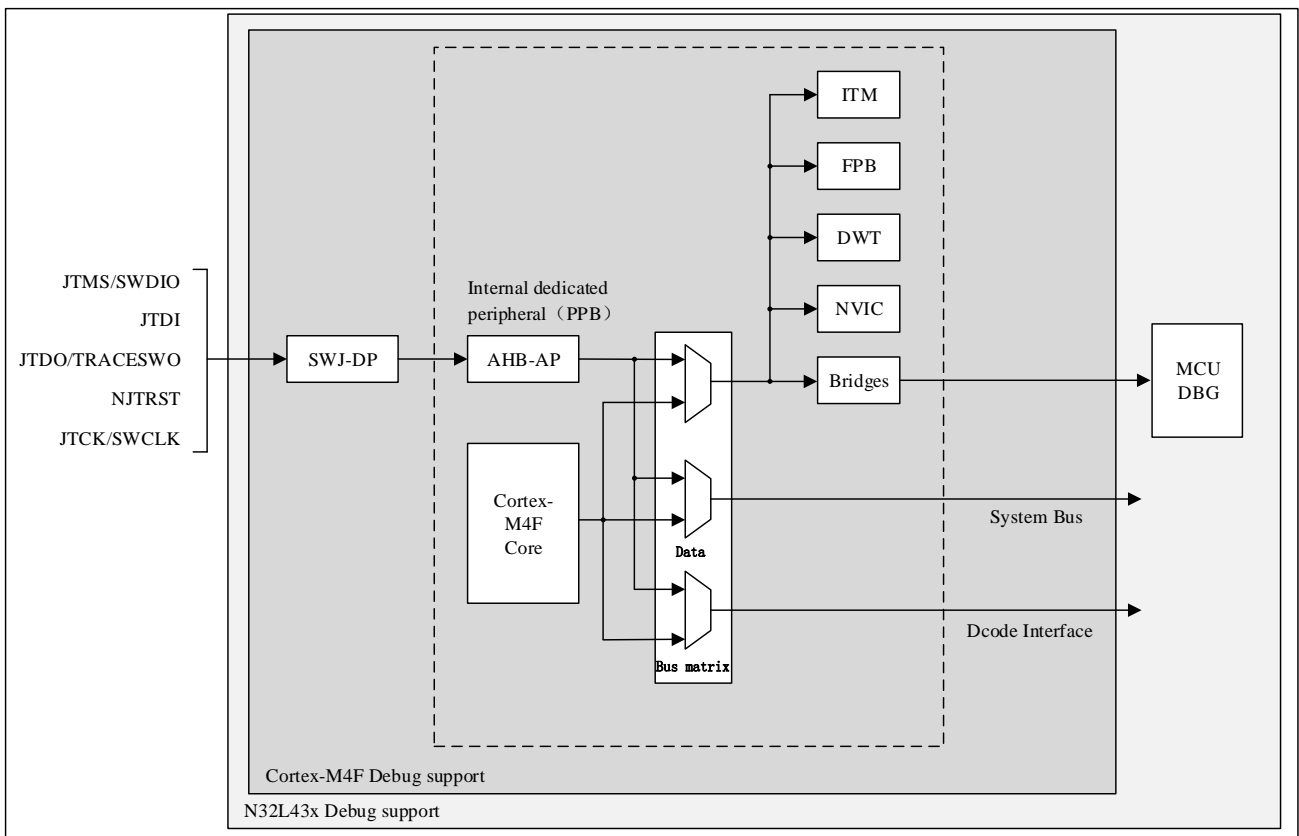 ITM
FPB
DWT
NVIC
Bridges
JTMS/SWDIO
JTDI
JTDO/TRACESWO
NJTRST
JTCK/SWCLK
SWJ-DP
Internal dedicated
peripheral（PPB）
AHB-AP
Cortex-
M4F
Core
Data
Bus matrix
MCU
DBG
System Bus
Dcode Interface
Cortex-M4F Debug support
N32L43x Debug support